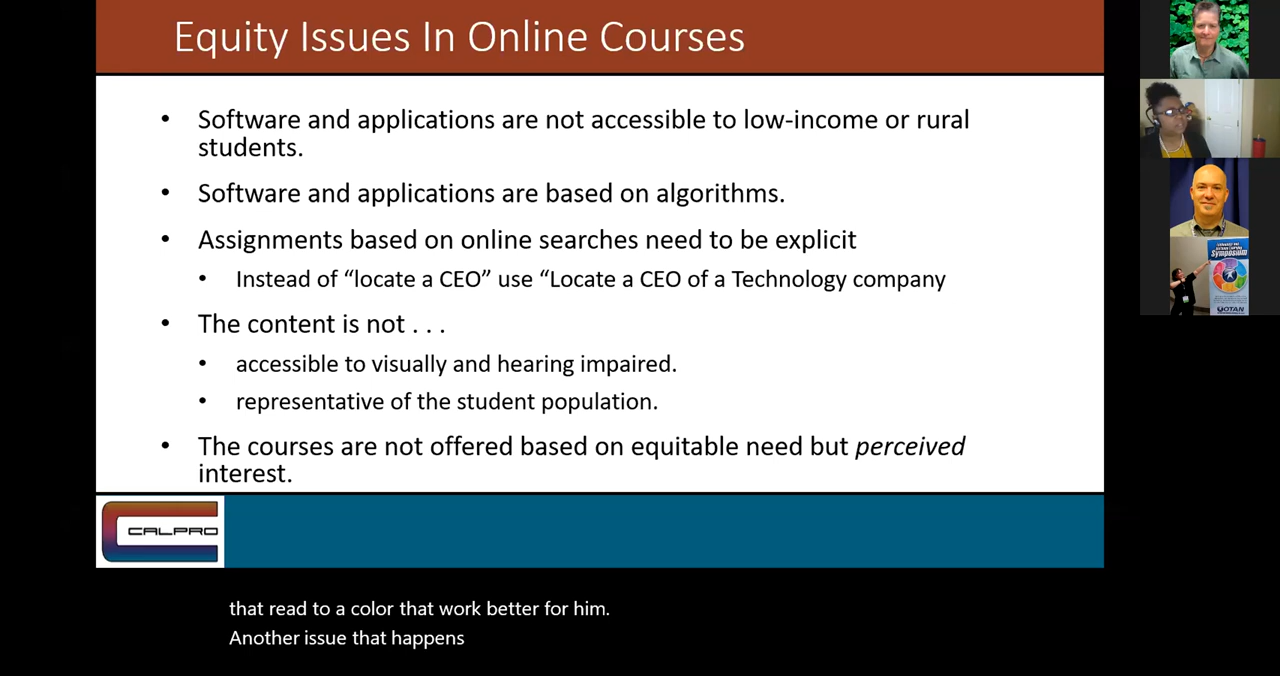 Equity Issues In Online Courses
• Software and applications are not accessible to low-income or rural
students.
• Software and applications are based on algorithms.
• Assignments based on online searches need to be explicit
• Instead of “locate a CEO” use “Locate a CEO of a Technology company
• The content is not . . .
• accessible to visually and hearing impaired.
• representative of the student population.
• The courses are not offered based on equitable need but perceived
interest.
CALPRO
that read to a color that work better for him.
Another issue that happens
Symposium
OTAN